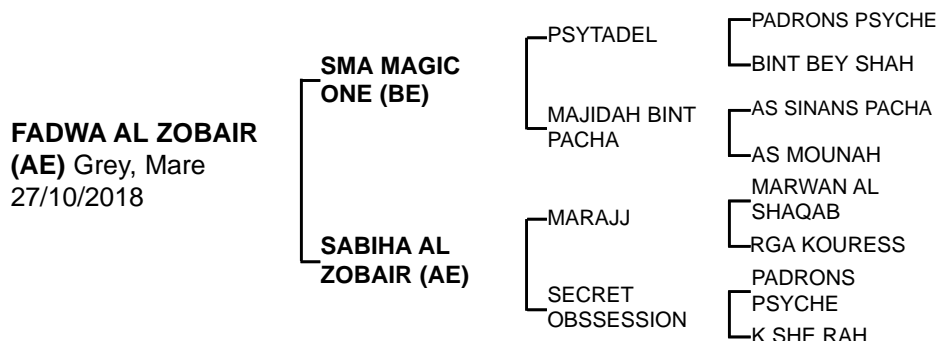 FADWA AL ZOBAIR
(AE) Grey, Mare
27/10/2018
SMA MAGIC
ONE (BE)
SABIHA AL
ZOBAIR (AE)
PSYTADEL
MAJIDAH BINT
PACHA
MARAJJ
SECRET
OBSSESSION
PADRONS PSYCHE
BINT BEY SHAH
AS SINANS PACHA
AS MOUNAH
MARWAN AL
SHAQAB
RGA KOURESS
PADRONS
PSYCHE
K SHE RAH